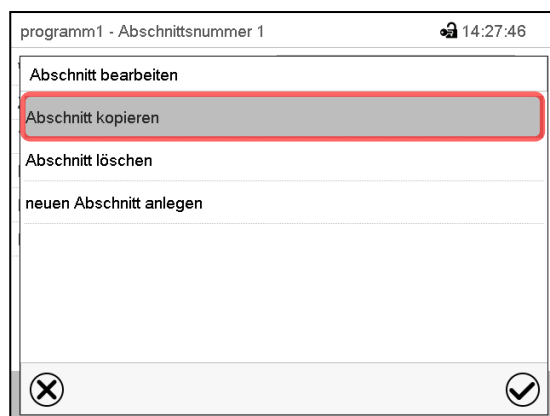 programm1 - Abschnittsnummer 1 14:27:46
Abschnitt bearbeiten
Abschnitt kopieren
Abschnitt löschen
neuen Abschnitt anlegen